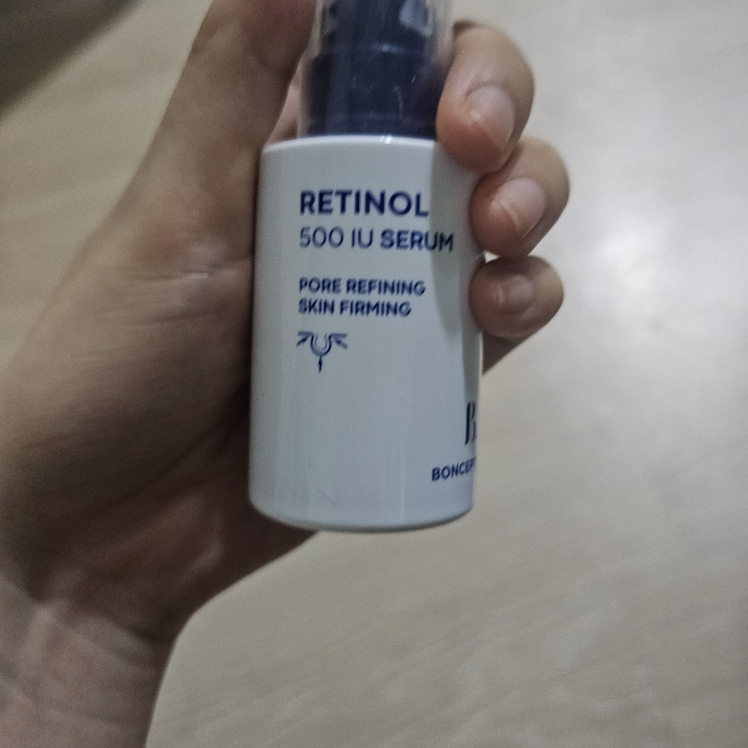 RETINOL
500 IU SERUM
PORE REFINING
SKIN FIRMING